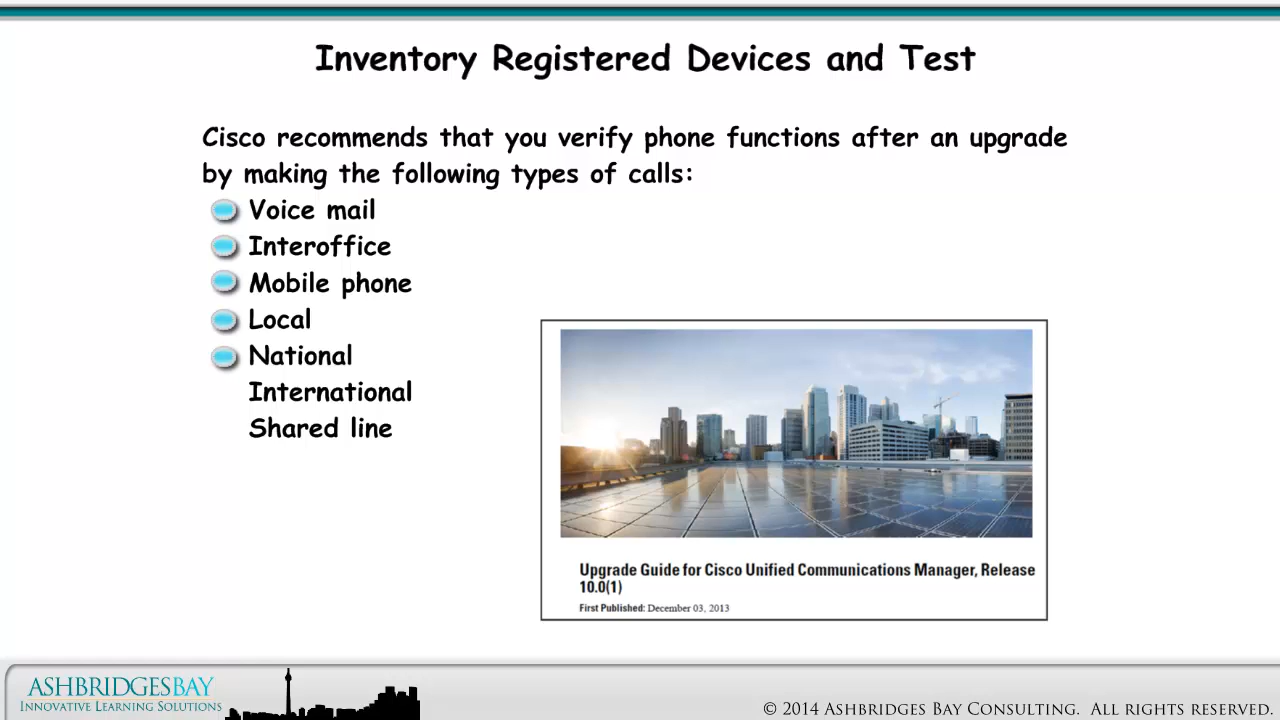 Inventory Registered Devices and Test
Cisco recommends that you verify phone functions after an upgrade
by making the following types of calls:
Voice mail
Interoffice
Mobile phone
Local
National
International
Shared line
Upgrade Guide for Cisco Unified Communications Manager, Release
10.0(1)
First Published: December 03, 2013
ASHBRIDGESBAY
INNOVATIVE LEARNING SOLUTIONS
© 2014 ASHBRIDGES BAY CONSULTING. ALL RIGHTS RESERVED.